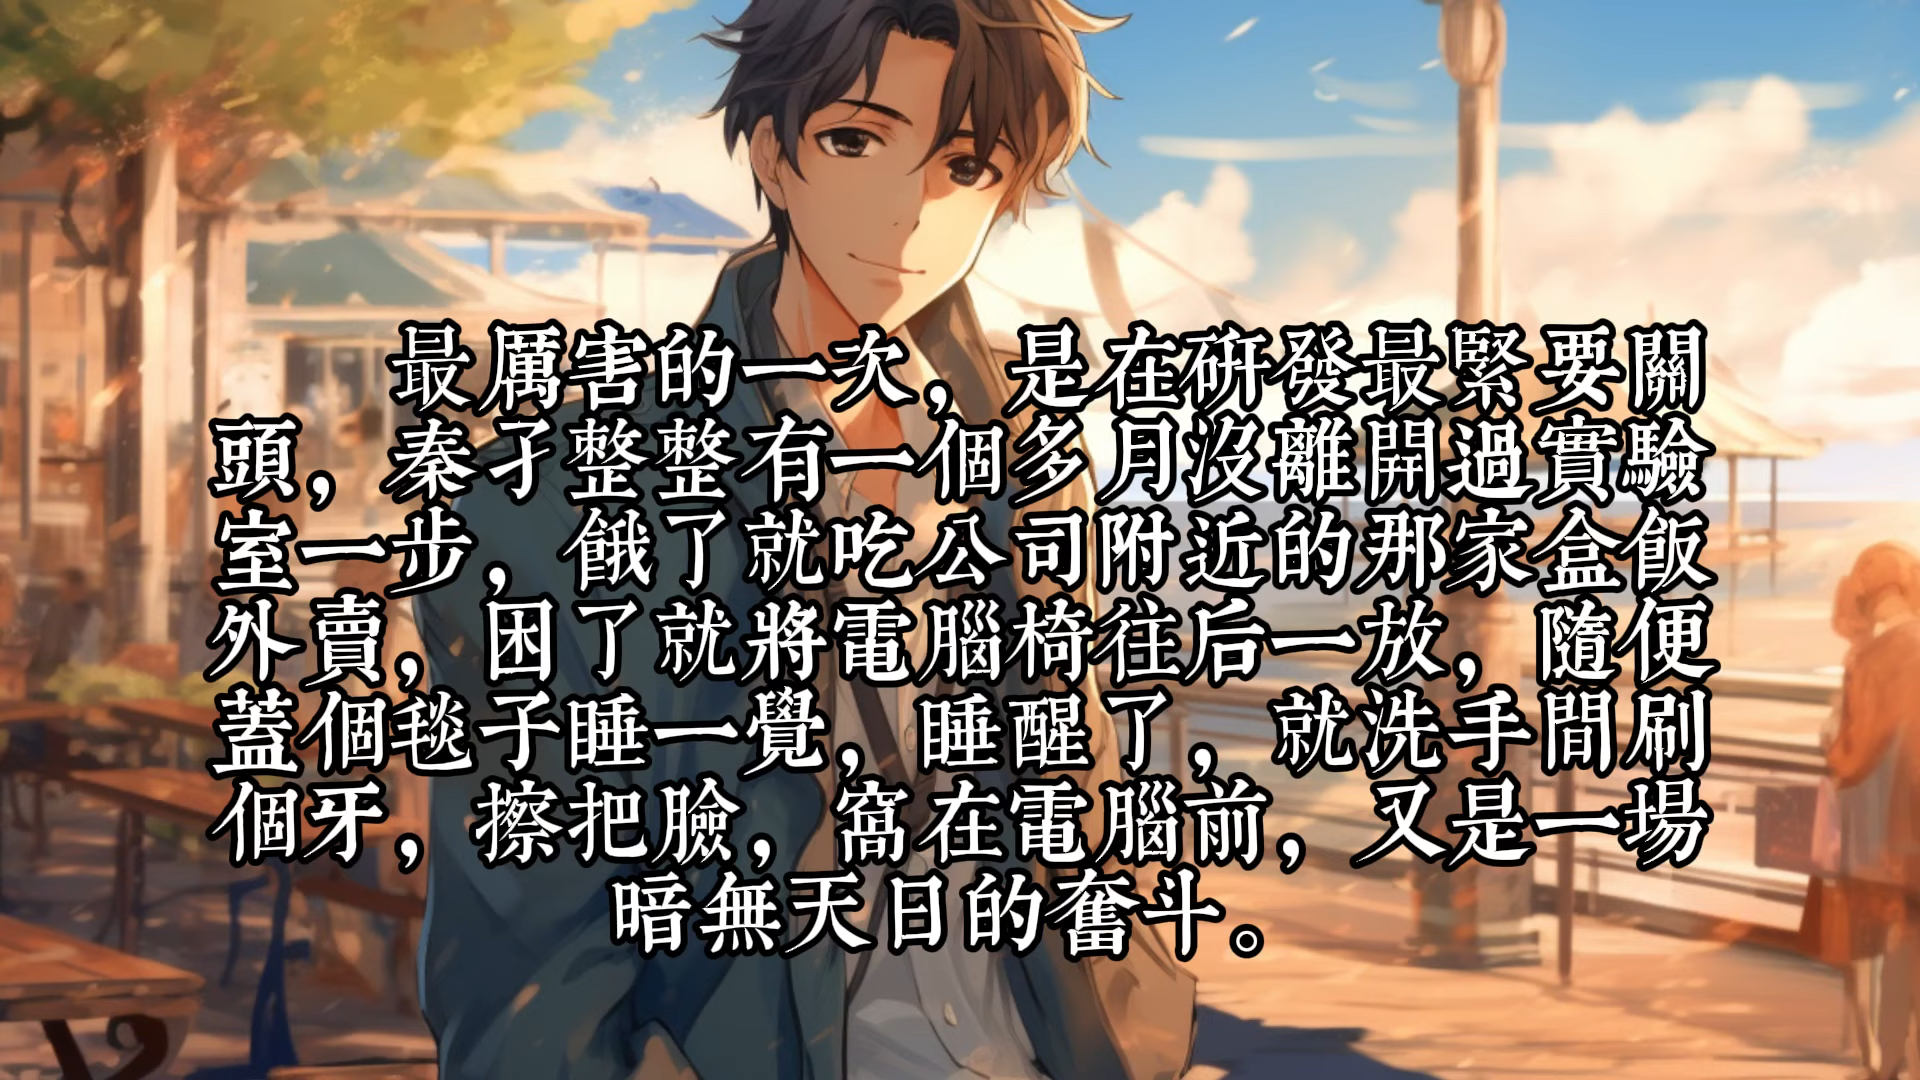 最厲害的一次，是在研發最緊要關
頭，秦孑整整有一個多月沒離開過實驗
室一步，餓了就吃公司附近的那家盒飯
外賣，困了就將電腦椅往后一放，隨便
蓋個毯子睡一覺，睡醒了，就洗手間刷
個牙，擦把臉，窩在電腦前，又是一場
暗無天日的奮斗。